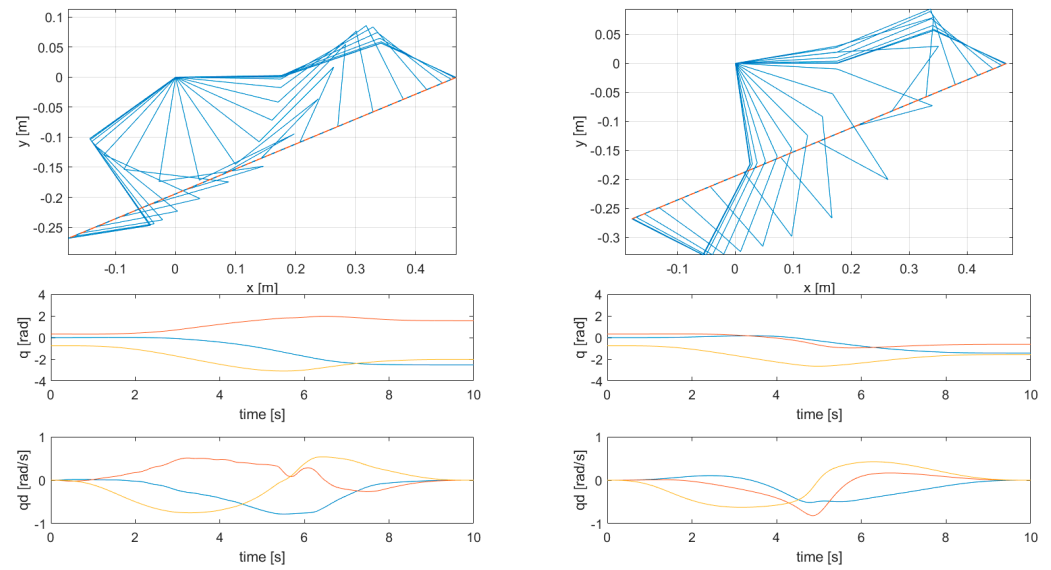 0.1
0.05
0
-0.05
-0.1
-0.15
-0.2
-0.25
y [m]
-0.1 0 0.1 0.2 0.3 0.4
x [m]
0.05
0
-0.05
-0.1
-0.15
-0.2
-0.25
-0.3
y [m]
-0.1 0 0.1 0.2 0.3 0.4
x [m]
4
2
0
-2
-4
q [rad]
0 2 4 6 8 10
time [s]
4
2
0
-2
-4
q [rad]
0 2 4 6 8 10
time [s]
1
0
-1
qd [rad/s]
0 2 4 6 8 10
time [s]
1
0
-1
qd [rad/s]
0 2 4 6 8 10
time [s]